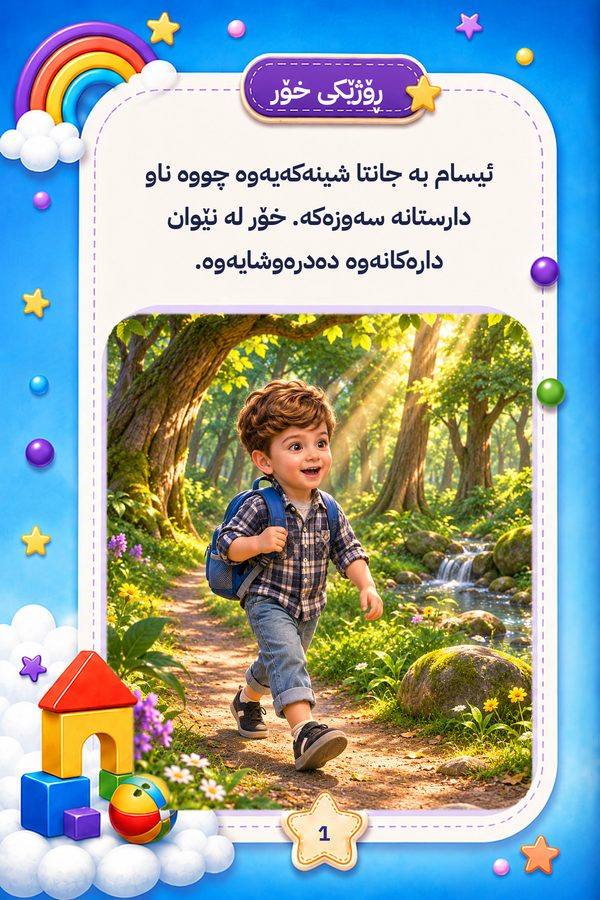 ڕۆژێکی خۆر
ئیسام بە جانتا شینەکەیەوە چووە ناو
دارستانە سەوزەکە. خۆر لە نێوان
دارەکانەوە دەدرەوشایەوە.
1